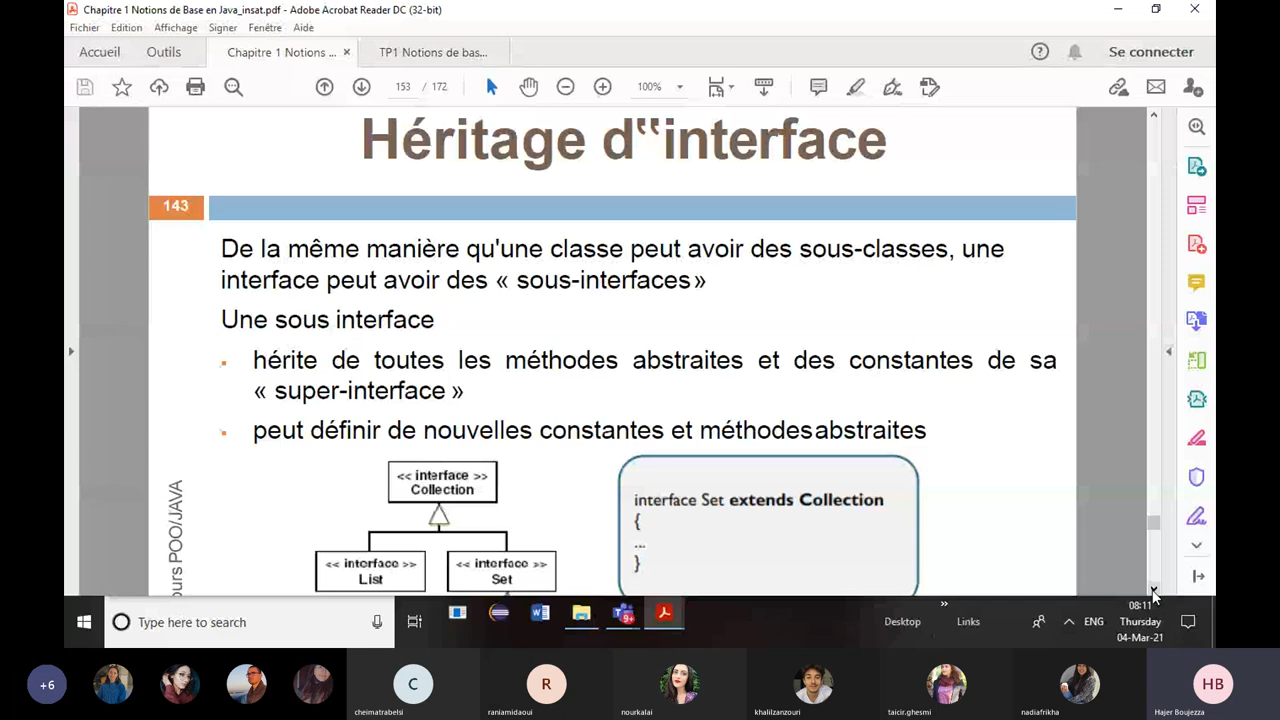 Chapitre 1 Notions de Base en Java_insat.pdf - Adobe Acrobat Reader DC (32-bit)
Fichier Edition Affichage Signer Fenêtre Aide
Accueil Outils Chapitre 1 Notions ... × TP1 Notions de bas... Se connecter
153 / 172 100%
Héritage d‟interface
143
De la même manière qu'une classe peut avoir des sous-classes, une
interface peut avoir des « sous-interfaces»
Une sous interface
▪ hérite de toutes les méthodes abstraites et des constantes de sa
« super-interface »
▪ peut définir de nouvelles constantes et méthodes abstraites
<< interface >>
Collection
<< interface >>
List
<< interface >>
Set
interface Set extends Collection
{
...
}
ours POO/JAVA
Type here to search
9+
Desktop
»
Links
ENG
08:11
Thursday
04-Mar-21
+6
C
cheimatrabelsi
R
raniamidaoui
nourkalai
khalilzanzouri
taicir.ghesmi
nadiafrikha
HB
Hajer Boujezza